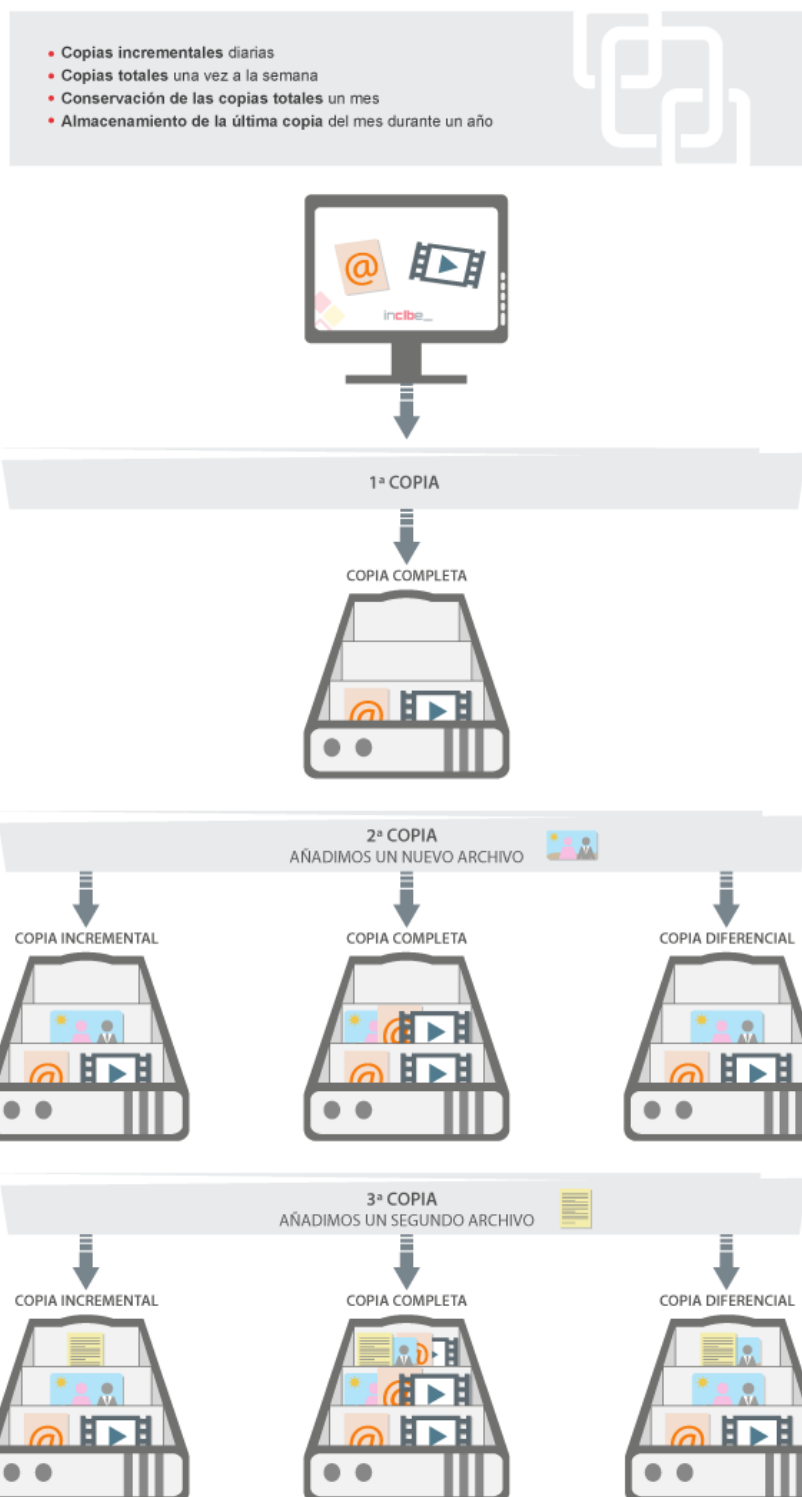 Copias incrementales diarias
Copias totales una vez a la semana
Conservación de las copias totales un mes
Almacenamiento de la última copia del mes durante un año
@
incibe_
1ª COPIA
COPIA COMPLETA
@
2ª COPIA
AÑADIMOS UN NUEVO ARCHIVO
COPIA INCREMENTAL
COPIA COMPLETA
COPIA DIFERENCIAL
@
@
@
@
3ª COPIA
AÑADIMOS UN SEGUNDO ARCHIVO
COPIA INCREMENTAL
COPIA COMPLETA
COPIA DIFERENCIAL
@
@
@
@
@